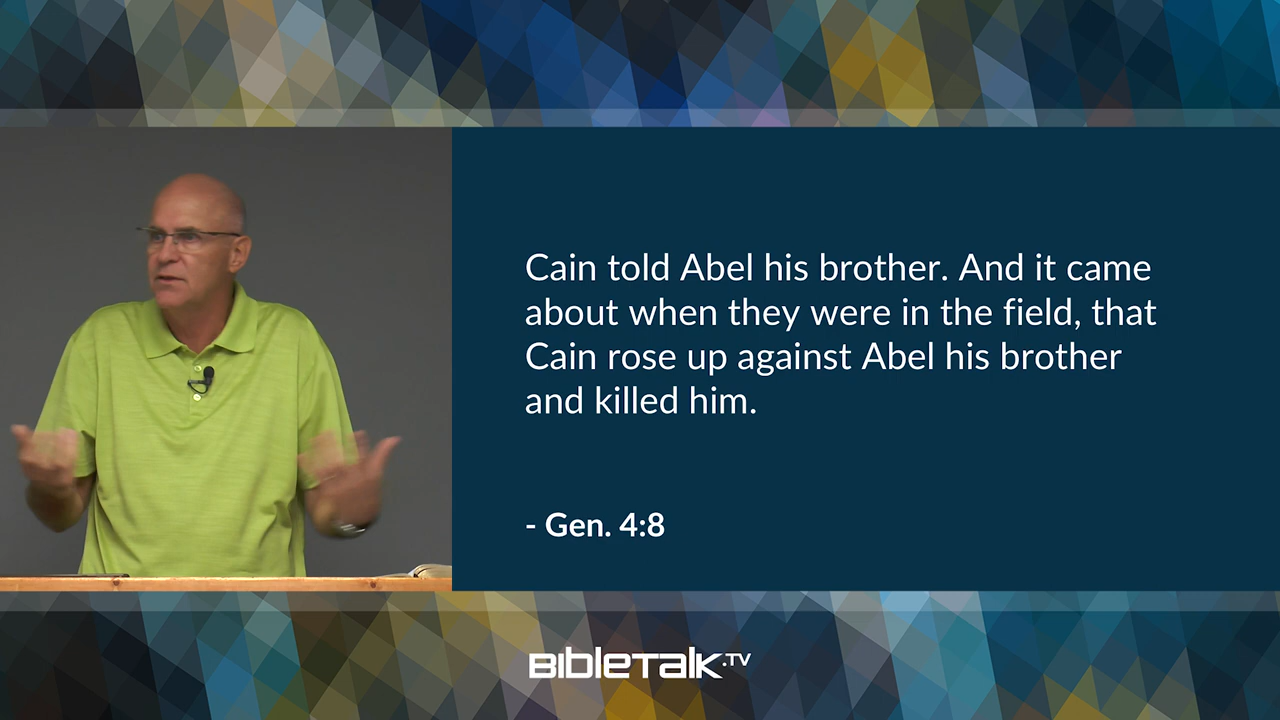 Cain told Abel his brother. And it came
about when they were in the field, that
Cain rose up against Abel his brother
and killed him.
- Gen. 4:8
BIBLETALK.TV